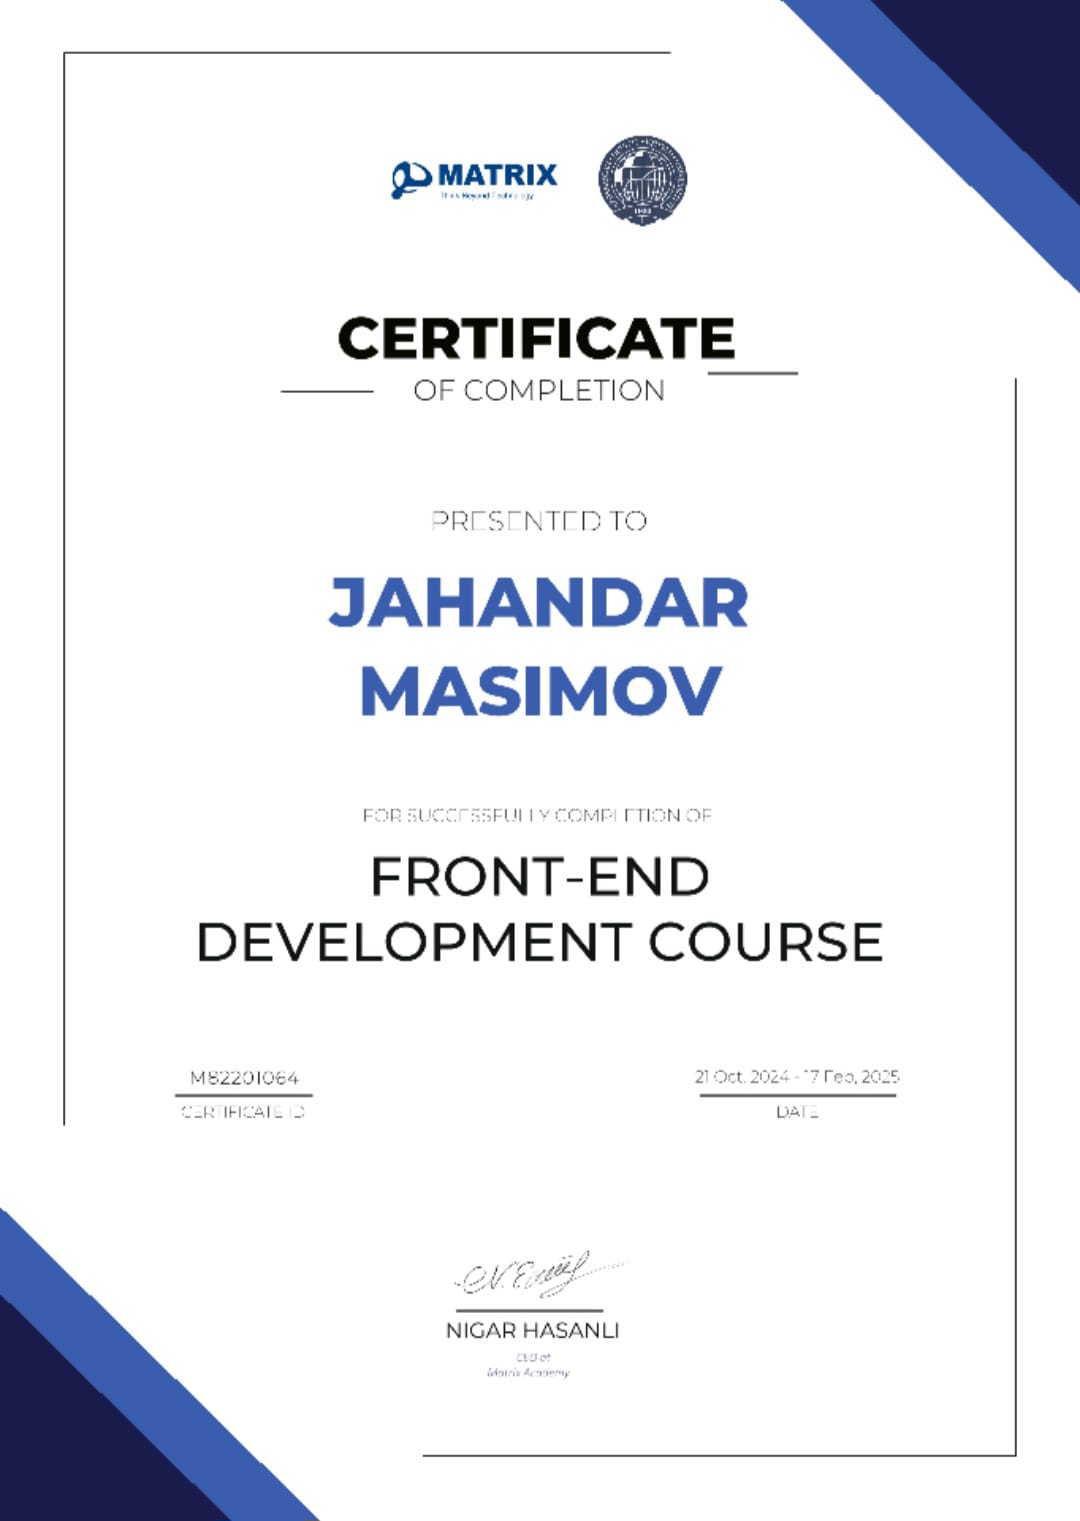 MATRIX
Think Beyond Technology
CERTIFICATE
OF COMPLETION
PRESENTED TO
JAHANDAR
MASIMOV
FOR SUCCESSFULLY COMPLETION OF
FRONT-END
DEVELOPMENT COURSE
M82201064
CERTIFICATE ID
21 Oct, 2024 - 17 Feb, 2025
DATE
NIGAR HASANLI
CEO at
Matrix Academy